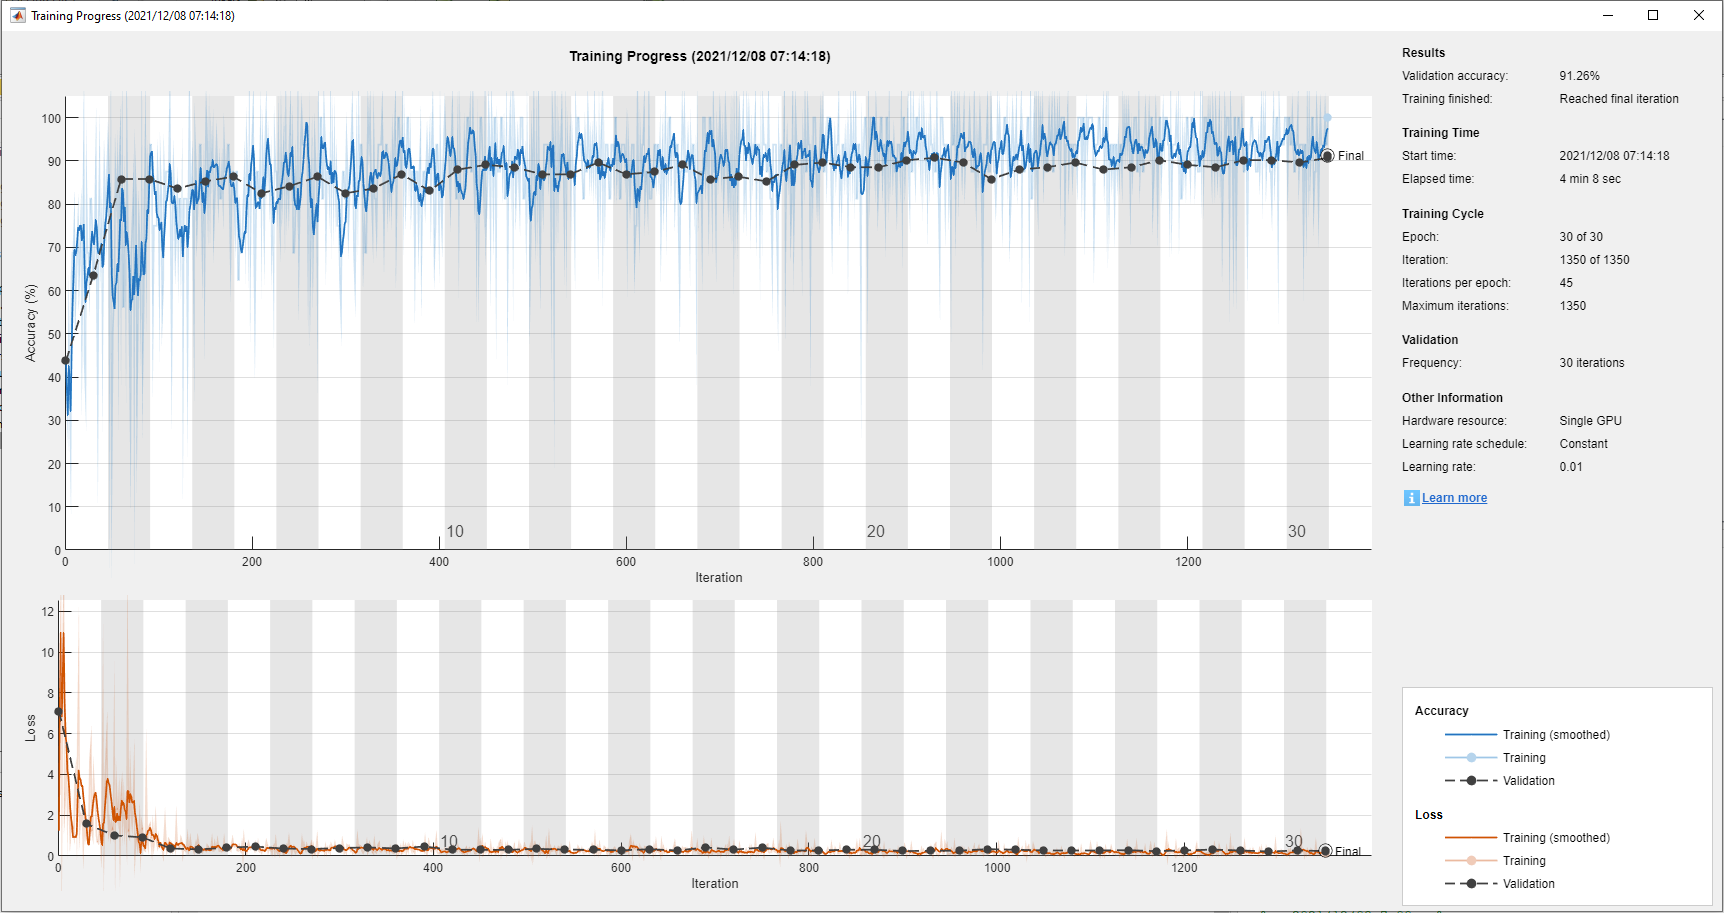 Training Progress (2021/12/08 07:14:18)
Training Progress (2021/12/08 07:14:18)
Accuracy (%)
100
90
80
70
60
50
40
30
20
10
0
10
20
30
Final
0
200
400
600
800
1000
1200
Iteration
Loss
12
10
8
6
4
2
0
10
20
30
Final
0
200
400
600
800
1000
1200
Iteration
Results
Validation accuracy: 91.26%
Training finished: Reached final iteration
Training Time
Start time: 2021/12/08 07:14:18
Elapsed time: 4 min 8 sec
Training Cycle
Epoch: 30 of 30
Iteration: 1350 of 1350
Iterations per epoch: 45
Maximum iterations: 1350
Validation
Frequency: 30 iterations
Other Information
Hardware resource: Single GPU
Learning rate schedule: Constant
Learning rate: 0.01
Learn more
Accuracy
Training (smoothed)
Training
Validation
Loss
Training (smoothed)
Training
Validation